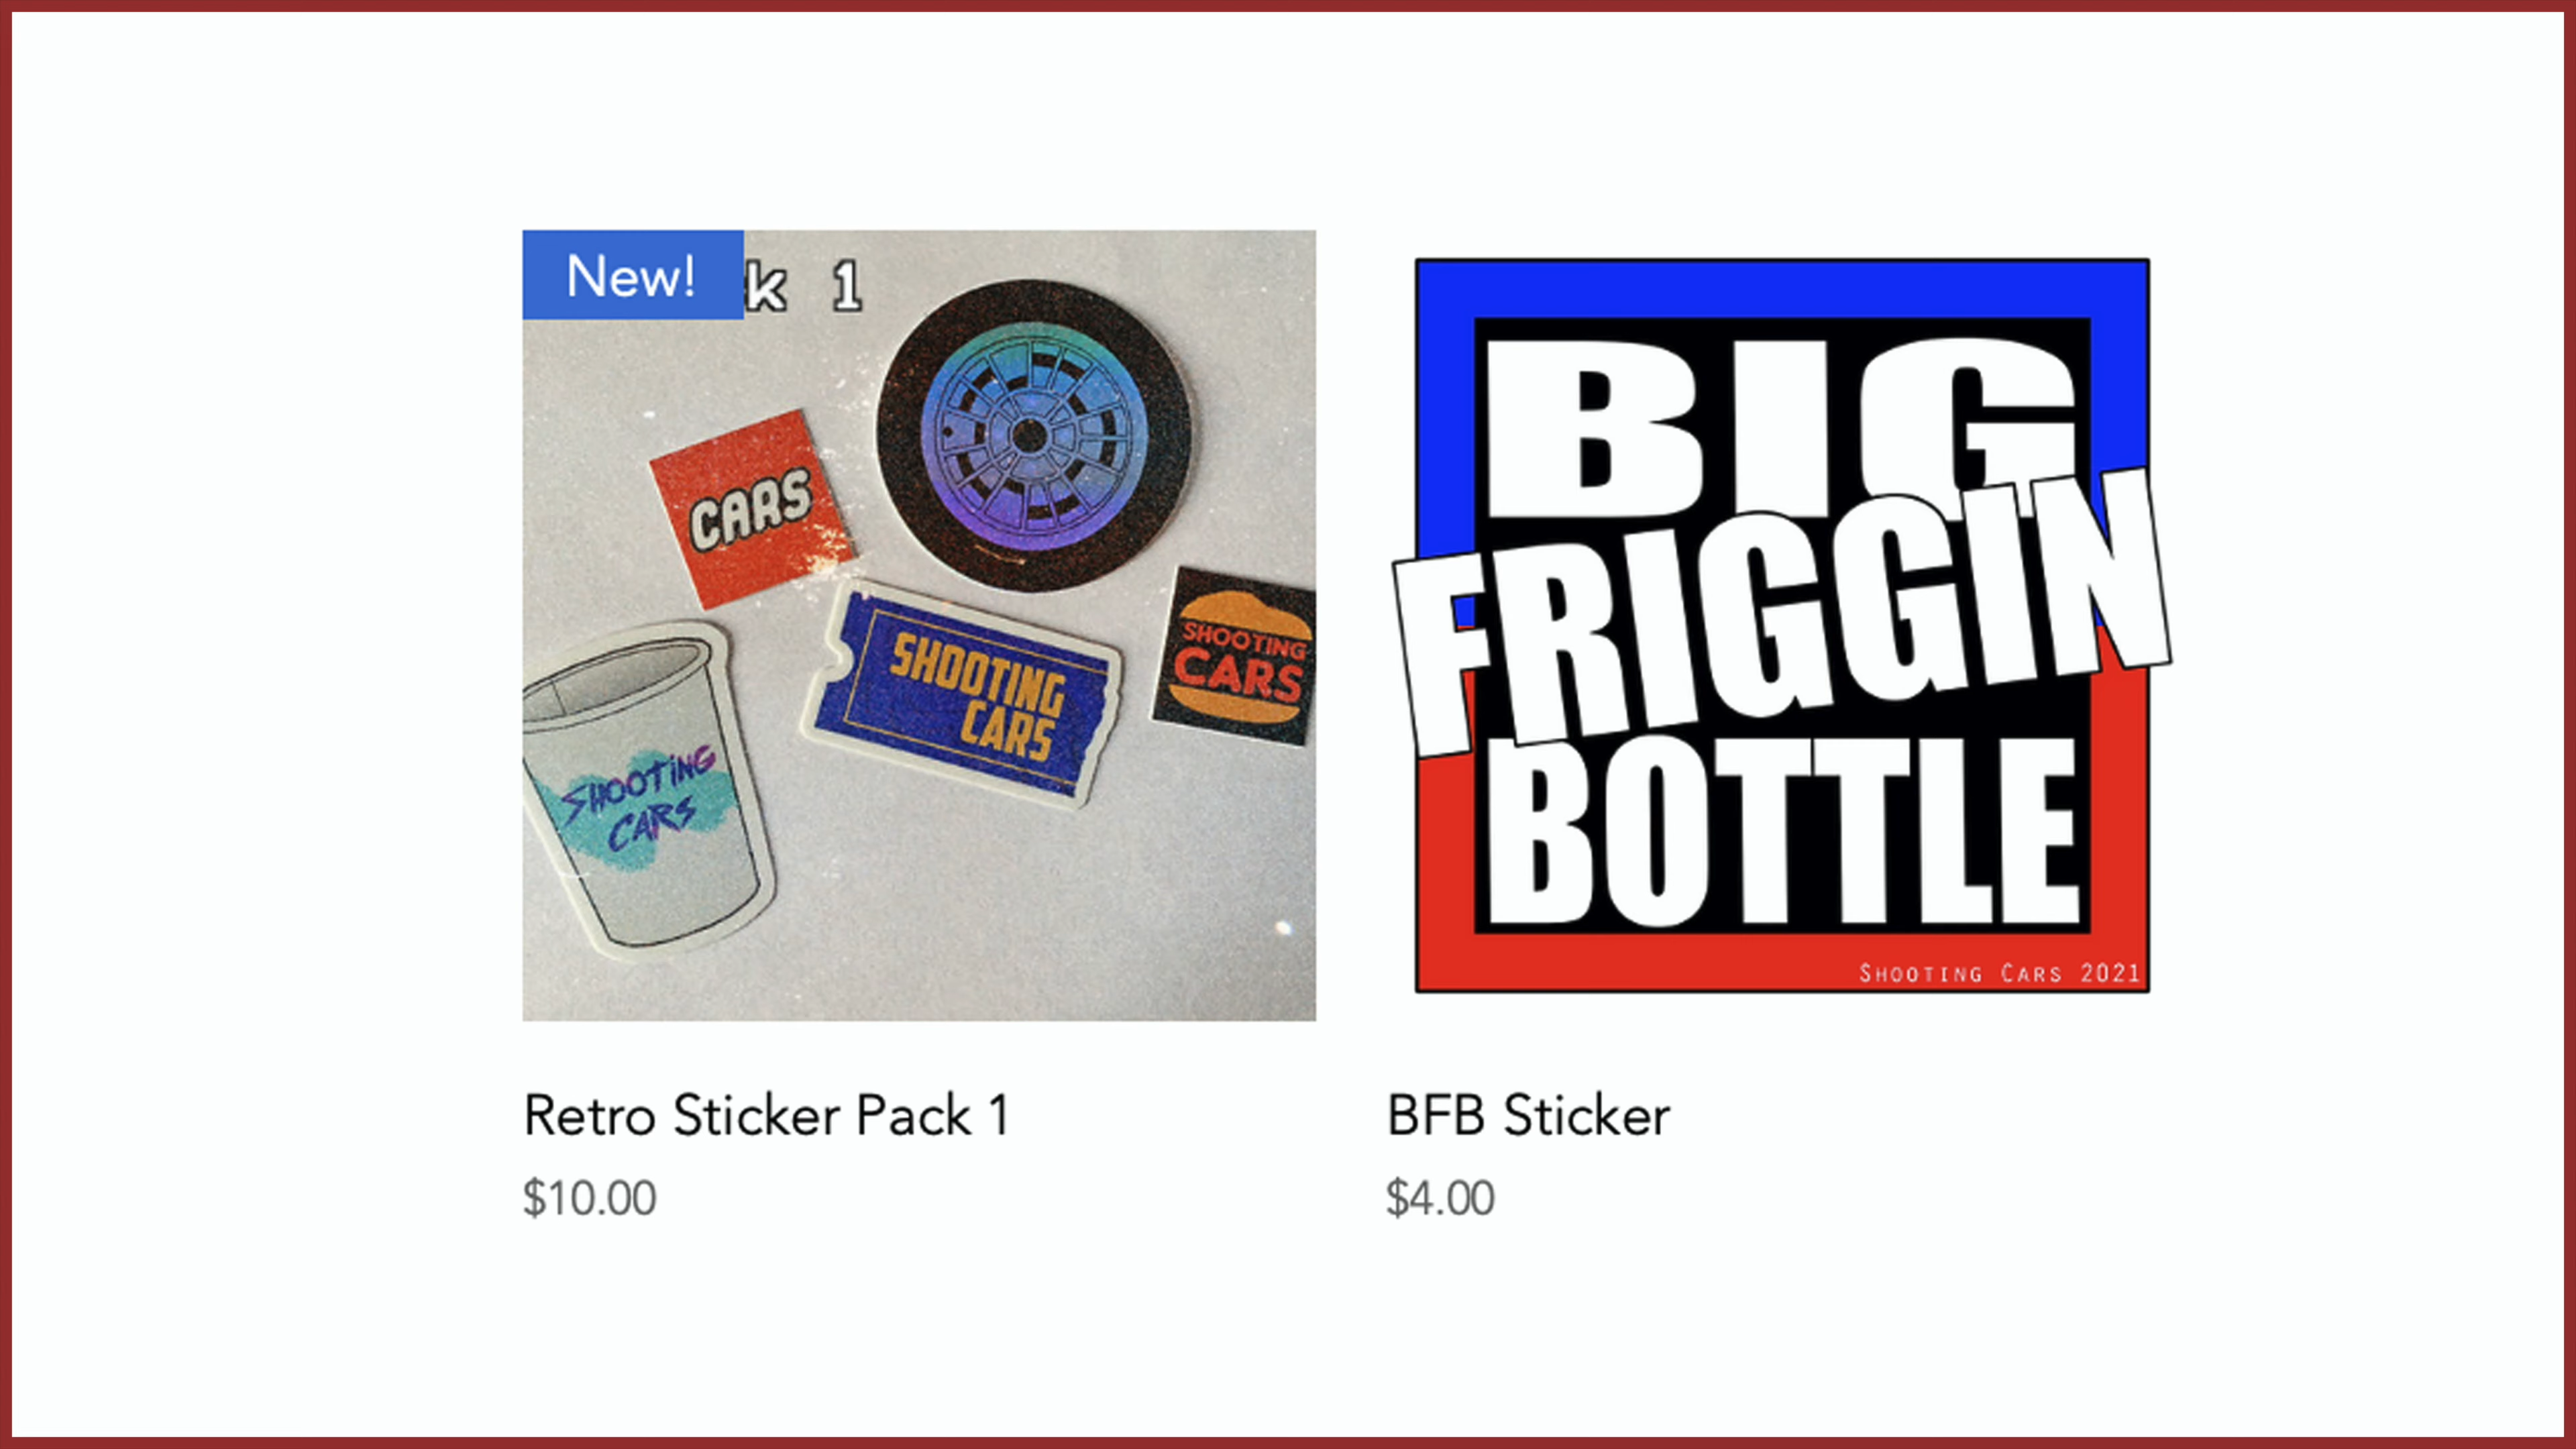 New!
k 1
CARS
SHOOTING
CARS
SHOOTING
CARS
SHOOTING
CARS
BIG
FRIGGIN
BOTTLE
SHOOTING CARS 2021
Retro Sticker Pack 1
$10.00
BFB Sticker
$4.00